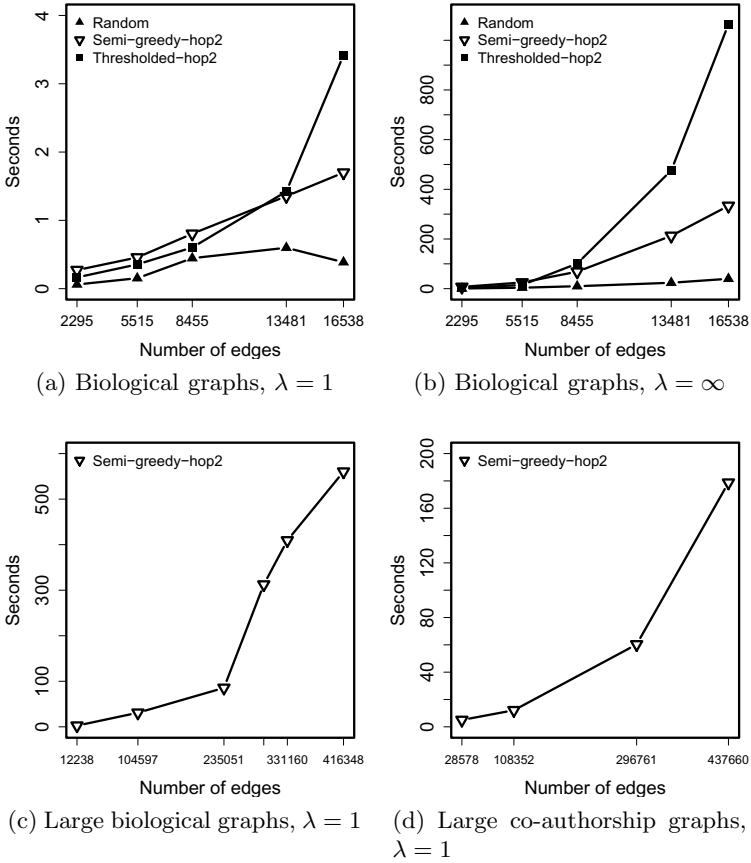 Random
Semi−greedy−hop2
Thresholded−hop2
Seconds
4
3
2
1
0
2295 5515 8455 13481 16538
Number of edges
(a) Biological graphs, λ = 1
Random
Semi−greedy−hop2
Thresholded−hop2
Seconds
800
600
400
200
0
2295 5515 8455 13481 16538
Number of edges
(b) Biological graphs, λ = ∞
Semi−greedy−hop2
Seconds
500
300
100
0
12238 104597 235051 331160 416348
Number of edges
(c) Large biological graphs, λ = 1
Semi−greedy−hop2
Seconds
200
160
120
80
40
0
28578 108352 296761 437660
Number of edges
(d) Large co-authorship graphs,
λ = 1